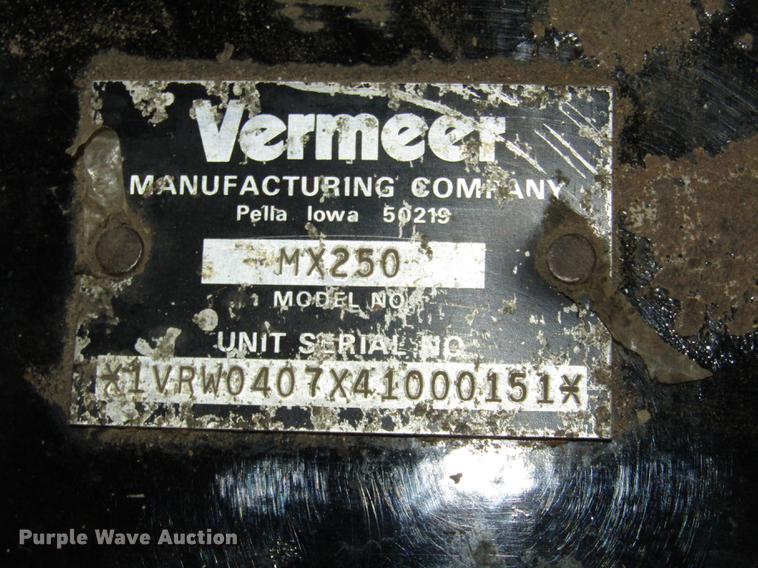 Vermeer
MANUFACTURING COMPANY
Pella Iowa 50219
MX250
MODEL NO
UNIT SERIAL NO
*1VRW0407X41000151*
Purple Wave Auction